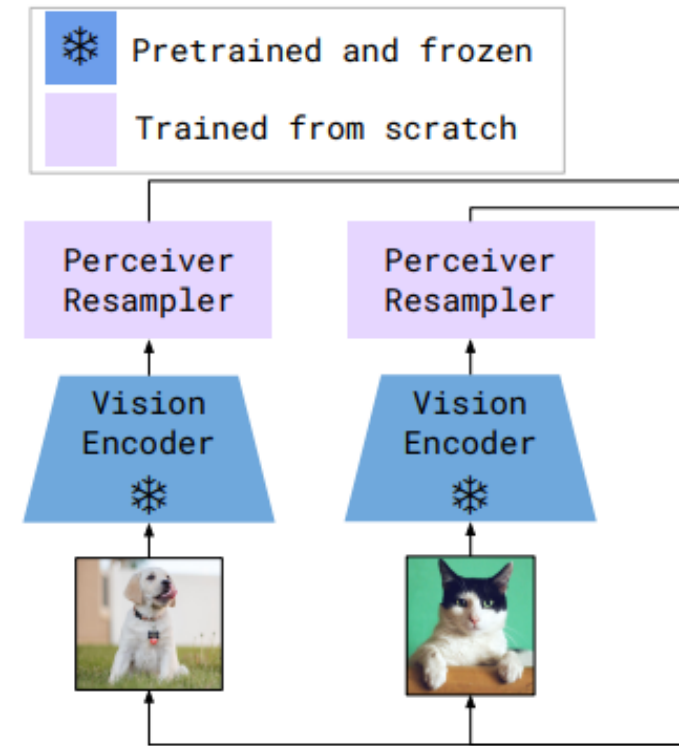 Pretrained and frozen
Trained from scratch
Perceiver
Resampler
Perceiver
Resampler
Vision
Encoder
Vision
Encoder